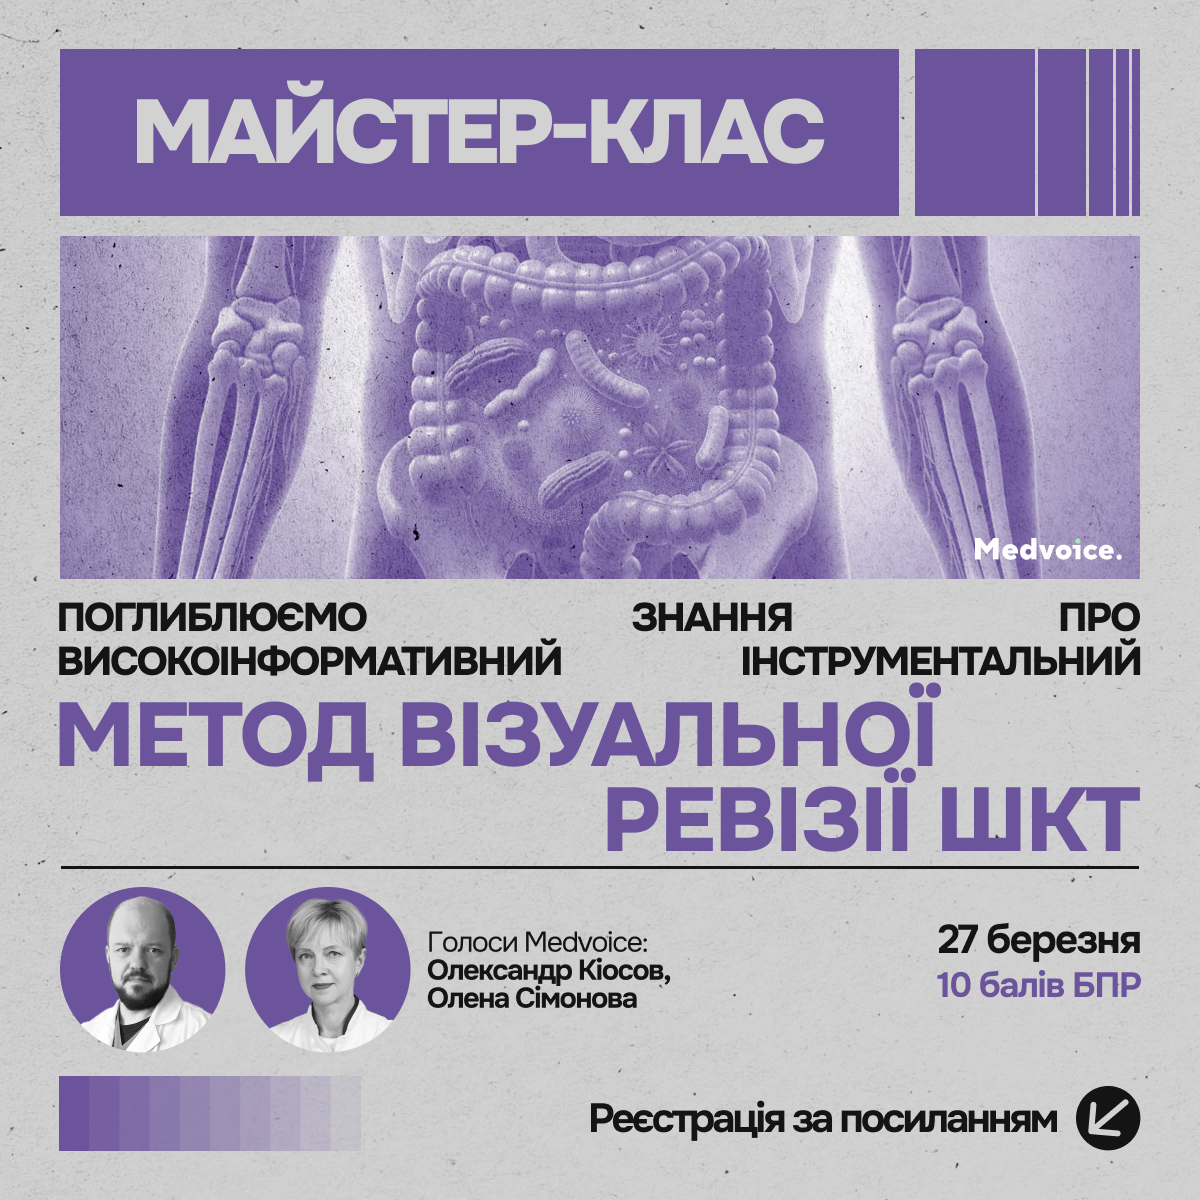 МАЙСТЕР-КЛАС
Medvoice.
ПОГЛИБЛЮЄМО ЗНАННЯ ПРО
ВИСОКОІНФОРМАТИВНИЙ ІНСТРУМЕНТАЛЬНИЙ
МЕТОД ВІЗУАЛЬНОЇ
РЕВІЗІЇ ШКТ
Голоси Medvoice:
Олександр Кіосов,
Олена Сімонова
27 березня
10 балів БПР
Реєстрація за посиланням